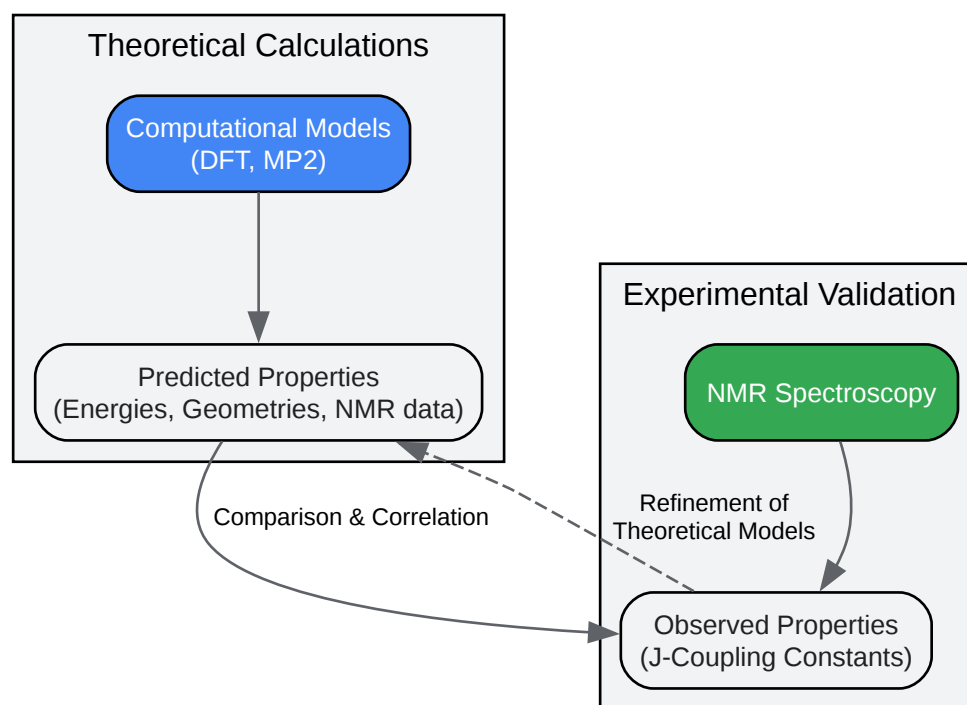 Theoretical Calculations
Computational Models
(DFT, MP2)
Predicted Properties
(Energies, Geometries, NMR data)
Comparison & Correlation
Experimental Validation
NMR Spectroscopy
Refinement of
Theoretical Models
Observed Properties
(J-Coupling Constants)